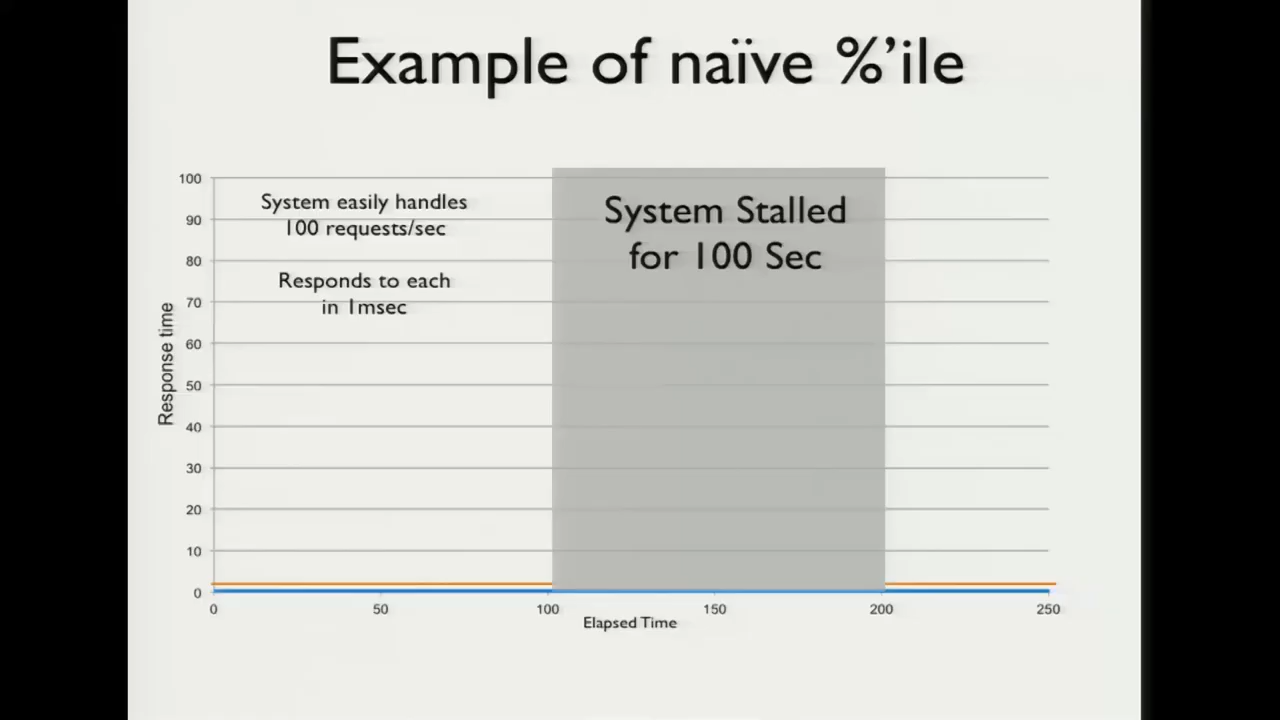 Example of naïve %’ile
System easily handles
100 requests/sec
Responds to each
in 1msec
System Stalled
for 100 Sec
Response time
100
90
80
70
60
50
40
30
20
10
0
0 50 100 150 200 250
Elapsed Time